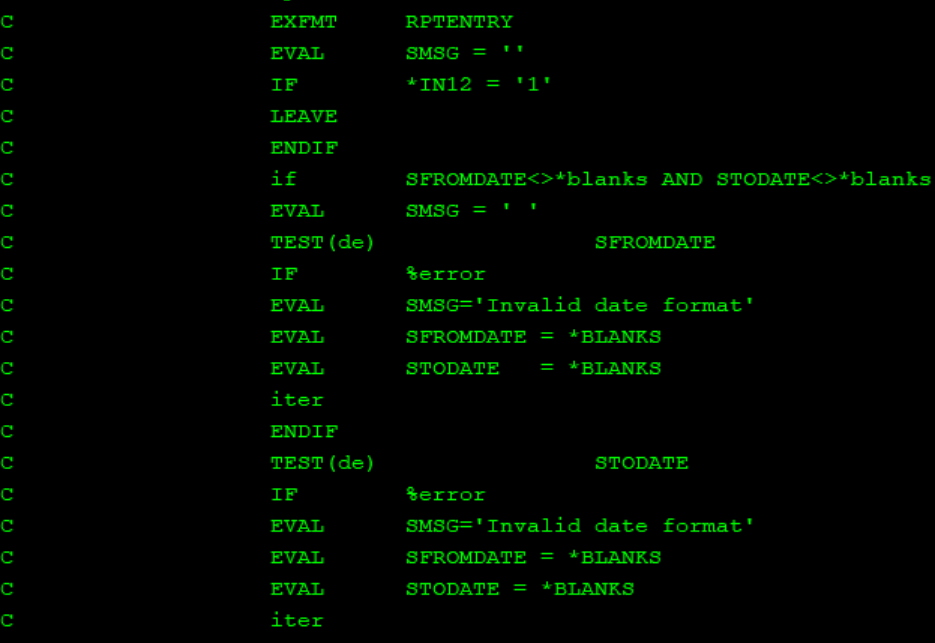 C EXFMT RPTENTRY
C EVAL SMSG = ''
C IF *IN12 = '1'
C LEAVE
C ENDIF
C if SFROMDATE<>*blanks AND STODATE<>*blanks
C EVAL SMSG = ' '
C TEST(de) SFROMDATE
C IF %error
C EVAL SMSG='Invalid date format'
C EVAL SFROMDATE = *BLANKS
C EVAL STODATE = *BLANKS
C iter
C ENDIF
C TEST(de) STODATE
C IF %error
C EVAL SMSG='Invalid date format'
C EVAL SFROMDATE = *BLANKS
C EVAL STODATE = *BLANKS
C iter